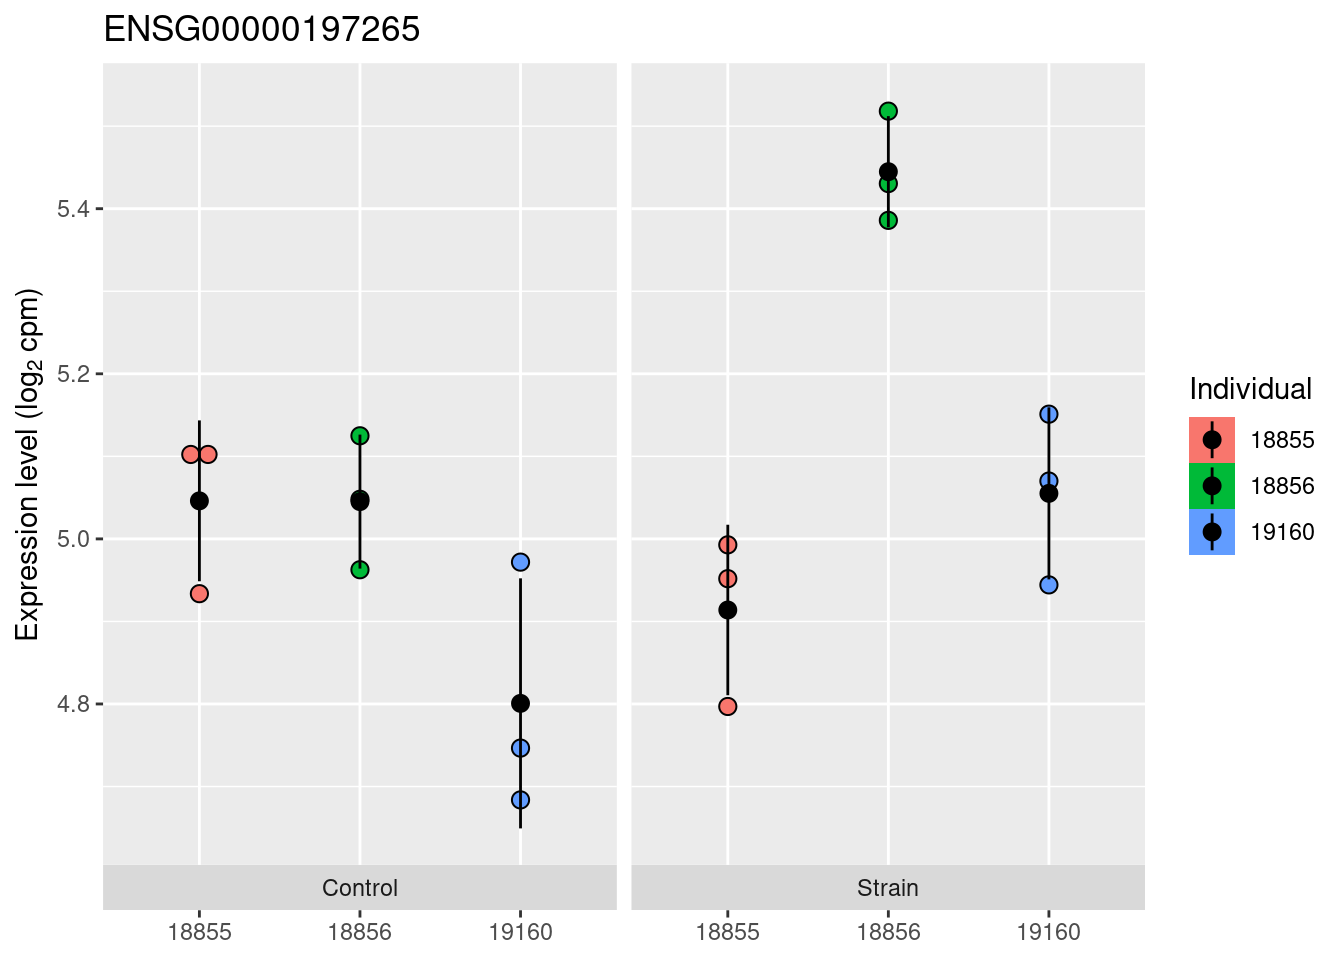 ENSG00000197265
Expression level (log2 cpm)
5.4
5.2
5.0
4.8
Control
Strain
18855
18856
19160
18855
18856
19160
Individual
18855
18856
19160